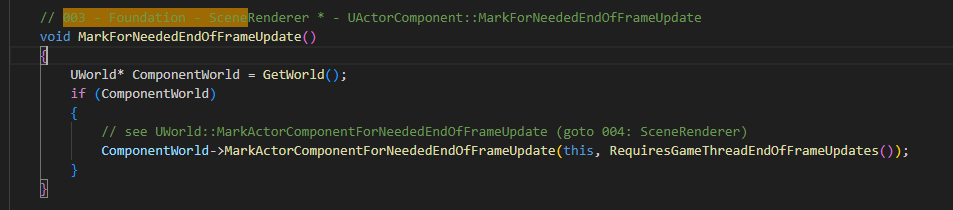 // 003 - Foundation - SceneRenderer * - UActorComponent::MarkForNeededEndOfFrameUpdate
void MarkForNeededEndOfFrameUpdate()
{
UWorld* ComponentWorld = GetWorld();
if (ComponentWorld)
{
// see UWorld::MarkActorComponentForNeededEndOfFrameUpdate (goto 004: SceneRenderer)
ComponentWorld->MarkActorComponentForNeededEndOfFrameUpdate(this, RequiresGameThreadEndOfFrameUpdates());
}
}